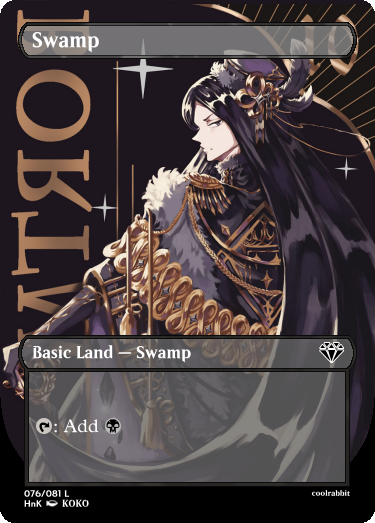 Swamp
Basic Land — Swamp
: Add
076/081 L
HnK KOKO
coolrabbit